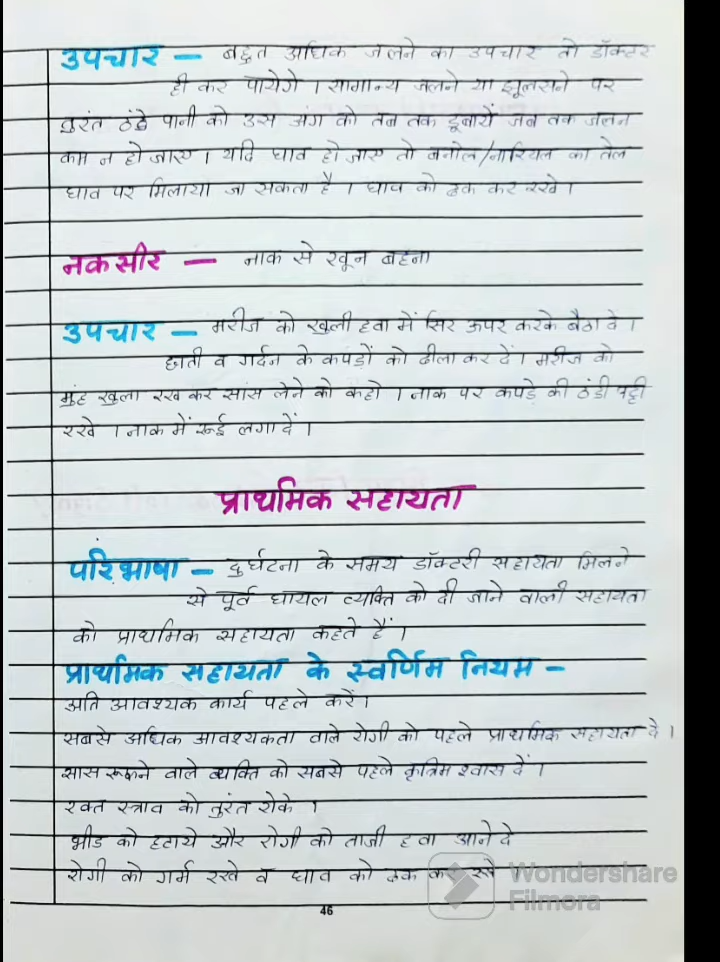 उपचार — बहुत अधिक जलने का उपचार तो डॉक्टर
ही कर पायेगे । सामान्य जलने या झूलसने पर
तुरंत ठंडे पानी को उस अंग को तब तक डूबायें जब तक जलन
कम न हो जाए । यदि घाव हो जाए तो बनोल/नारियल का तेल
घाव पर मिलाया जा सकता है । घाव को ढक कर रखे ।
नकसीर — नाक से खून बहना
उपचार — मरीज को खुली हवा में सिर ऊपर करके बैठा दे ।
छाती व गर्दन के कपड़ों को ढीला कर दें । मरीज को
मुंह खुला रख कर सांस लेने को कहो । नाक पर कपड़े की ठंडी पट्टी
रखे । नाक में रूई लगा दें ।
प्राथमिक सहायता
परिभाषा — दुर्घटना के समय डॉक्टरी सहायता मिलने
से पूर्व घायल व्यक्ति को दी जाने वाली सहायता
को प्राथमिक सहायता कहते हैं ।
प्राथमिक सहायता के स्वर्णिम नियम —
अति आवश्यक कार्य पहले करें ।
सबसे अधिक आवश्यकता वाले रोगी को पहले प्राथमिक सहायता दे ।
सास रूकने वाले व्यक्ति को सबसे पहले कृत्रिम श्वास दें ।
रक्त स्त्राव को तुरंत रोके ।
भीड को हटाये और रोगी को ताजी हवा आने दे
रोगी को गर्म रखे व घाव को ढक कर रखे
Wondershare
Filmora
46